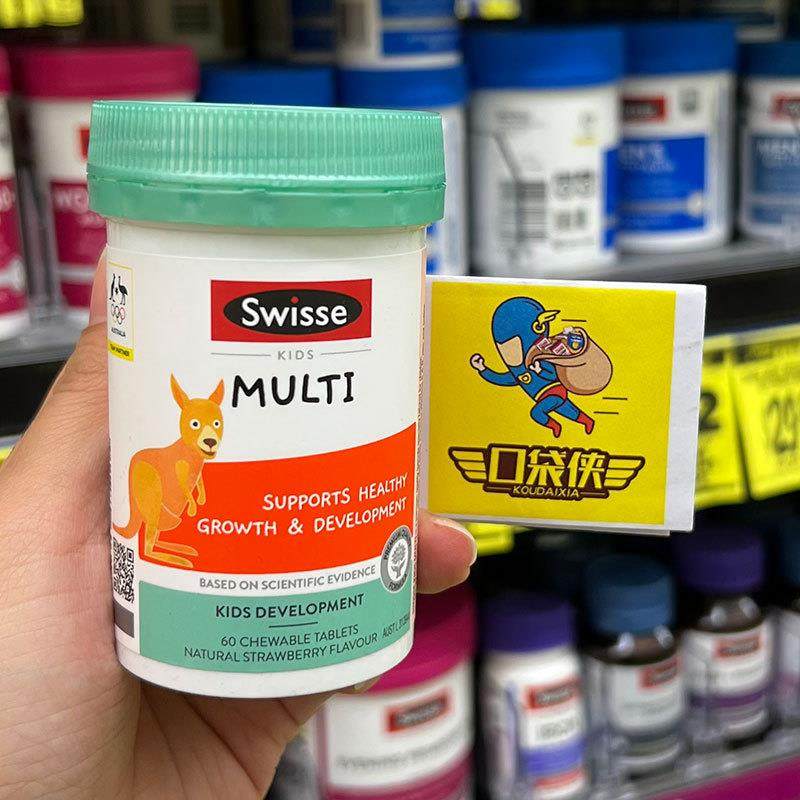 Swisse
KIDS
MULTI
SUPPORTS HEALTHY
GROWTH & DEVELOPMENT
BASED ON SCIENTIFIC EVIDENCE
KIDS DEVELOPMENT
60 CHEWABLE TABLETS
NATURAL STRAWBERRY FLAVOUR
AUSTRALIA
口袋侠
KOUDAIXIA